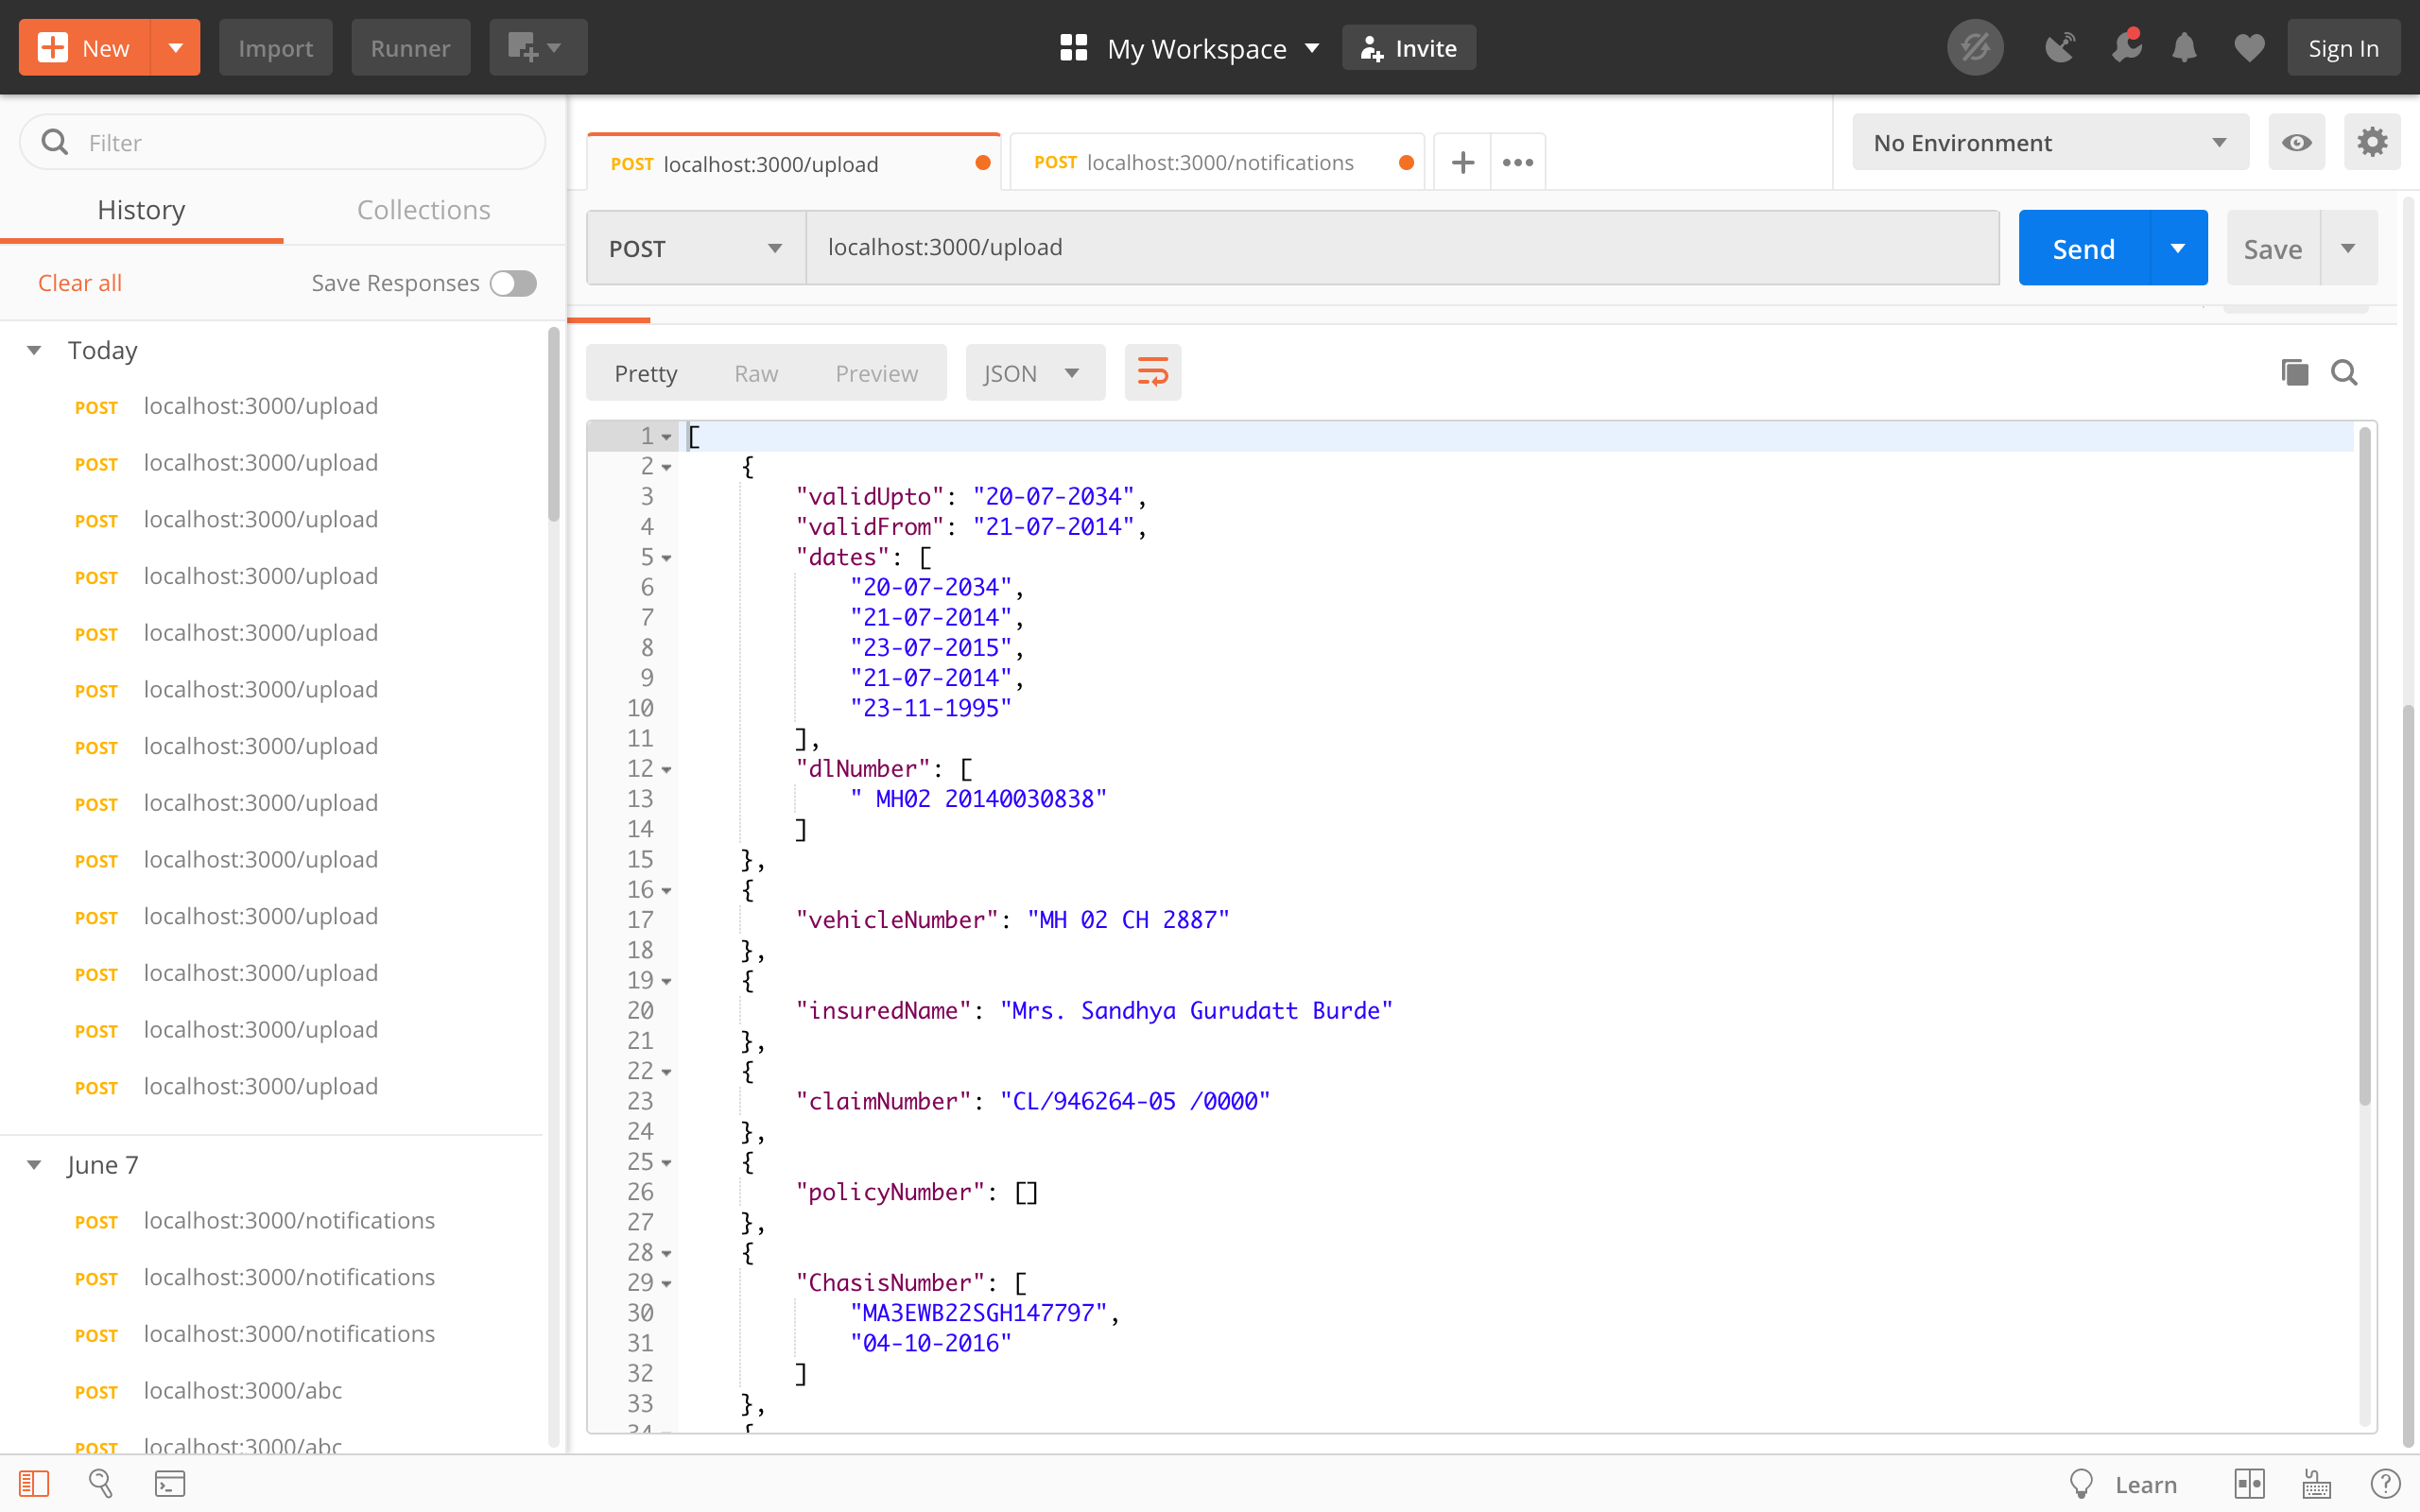 New
Import
Runner
My Workspace
Invite
Sign In
Filter
History
Collections
Clear all
Save Responses
Today
POST localhost:3000/upload
POST localhost:3000/upload
POST localhost:3000/upload
POST localhost:3000/upload
POST localhost:3000/upload
POST localhost:3000/upload
POST localhost:3000/upload
POST localhost:3000/upload
POST localhost:3000/upload
POST localhost:3000/upload
POST localhost:3000/upload
POST localhost:3000/upload
POST localhost:3000/upload
June 7
POST localhost:3000/notifications
POST localhost:3000/notifications
POST localhost:3000/notifications
POST localhost:3000/abc
POST localhost:3000/abc
POST localhost:3000/upload
POST localhost:3000/notifications
No Environment
POST
localhost:3000/upload
Send
Save
Pretty
Raw
Preview
JSON
1 [
2 {
3 "validUpto": "20-07-2034",
4 "validFrom": "21-07-2014",
5 "dates": [
6 "20-07-2034",
7 "21-07-2014",
8 "23-07-2015",
9 "21-07-2014",
10 "23-11-1995"
11 ],
12 "dlNumber": [
13 " MH02 20140030838"
14 ]
15 },
16 {
17 "vehicleNumber": "MH 02 CH 2887"
18 },
19 {
20 "insuredName": "Mrs. Sandhya Gurudatt Burde"
21 },
22 {
23 "claimNumber": "CL/946264-05 /0000"
24 },
25 {
26 "policyNumber": []
27 },
28 {
29 "ChasisNumber": [
30 "MA3EWB22SGH147797",
31 "04-10-2016"
32 ]
33 },
34 {
Learn